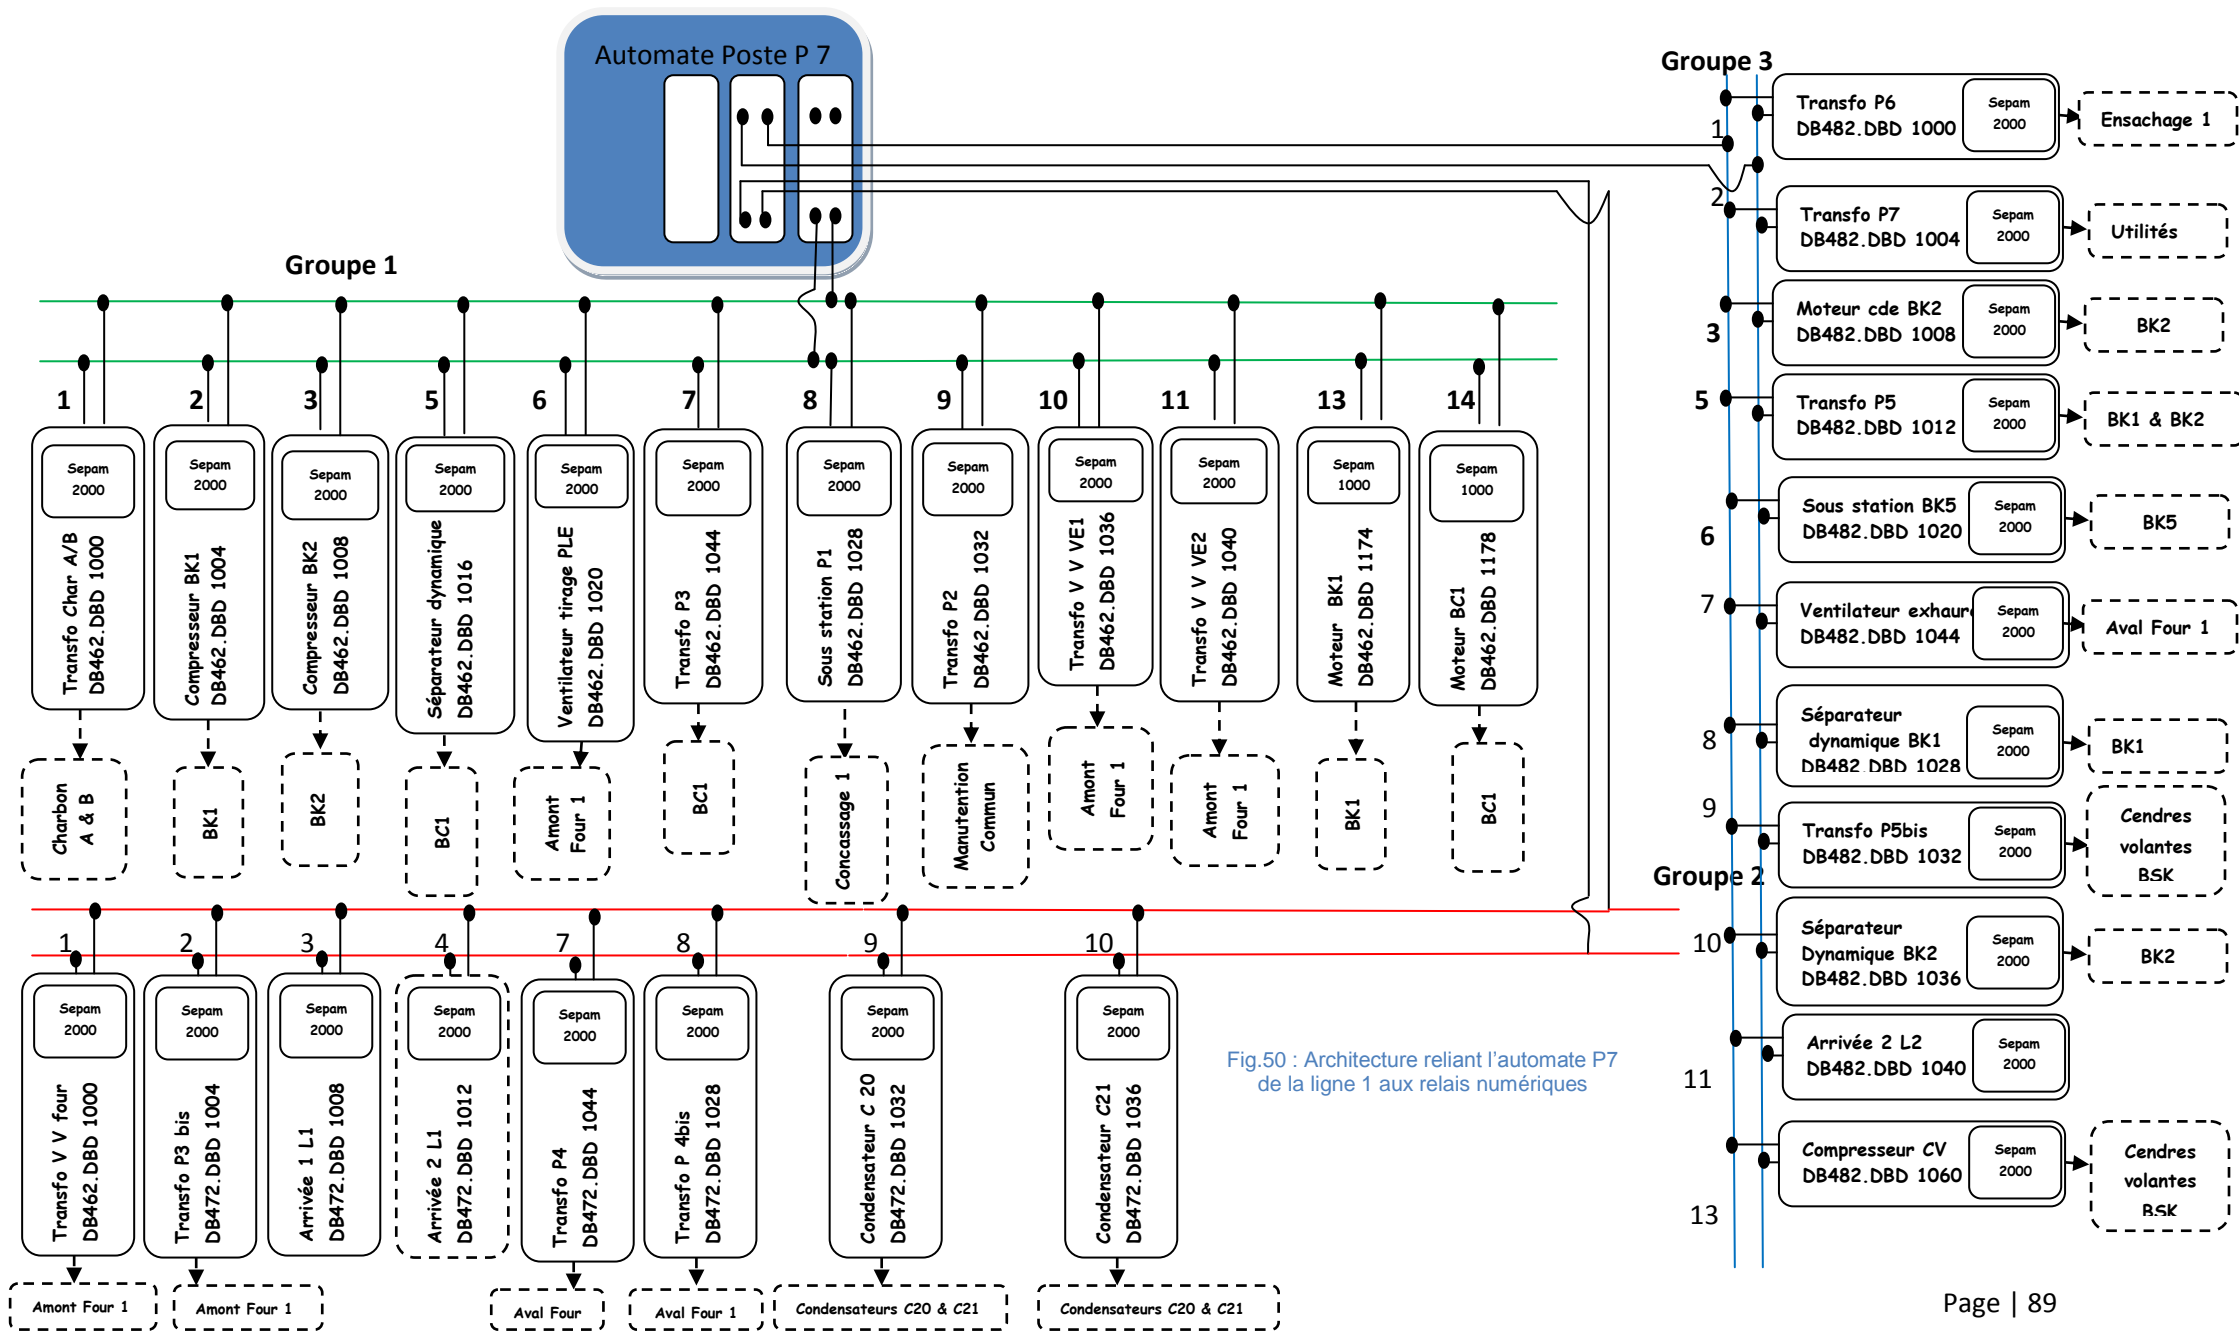 Automate Poste P 7
Groupe 1
1
2
3
5
6
7
8
9
10
11
13
14
Sepam
2000
Transfo Char A/B
DB462.DBD 1000
Charbon
A & B
Sepam
2000
Compresseur BK1
DB462.DBD 1004
BK1
Sepam
2000
Compresseur BK2
DB462.DBD 1008
BK2
Sepam
2000
Séparateur dynamique
DB462.DBD 1016
BC1
Sepam
2000
Ventilateur tirage PLE
DB462.DBD 1020
Amont
Four 1
Sepam
2000
Transfo P3
DB462.DBD 1044
BC1
Sepam
2000
Sous station P1
DB462.DBD 1028
Concassage 1
Sepam
2000
Transfo P2
DB462.DBD 1032
Manutention
Commun
Sepam
2000
Transfo V V VE1
DB462.DBD 1036
Amont
Four 1
Sepam
2000
Transfo V V VE2
DB462.DBD 1040
Amont
Four 1
Sepam
1000
Moteur BK1
DB462.DBD 1174
BK1
Sepam
1000
Moteur BC1
DB462.DBD 1178
BC1
Groupe 2
1
2
3
4
7
8
9
10
Sepam
2000
Transfo V V four
DB462.DBD 1000
Amont Four 1
Sepam
2000
Transfo P3 bis
DB472.DBD 1004
Amont Four 1
Sepam
2000
Arrivée 1 L1
DB472.DBD 1008
Sepam
2000
Arrivée 2 L1
DB472.DBD 1012
Sepam
2000
Transfo P4
DB472.DBD 1044
Aval Four
Sepam
2000
Transfo P 4bis
DB472.DBD 1028
Aval Four 1
Sepam
2000
Condensateur C 20
DB472.DBD 1032
Condensateurs C20 & C21
Sepam
2000
Condensateur C21
DB472.DBD 1036
Condensateurs C20 & C21
Groupe 3
1
Transfo P6
DB482.DBD 1000
Sepam
2000
Ensachage 1
2
Transfo P7
DB482.DBD 1004
Sepam
2000
Utilités
3
Moteur cde BK2
DB482.DBD 1008
Sepam
2000
BK2
5
Transfo P5
DB482.DBD 1012
Sepam
2000
BK1 & BK2
6
Sous station BK5
DB482.DBD 1020
Sepam
2000
BK5
7
Ventilateur exhaure
DB482.DBD 1044
Sepam
2000
Aval Four 1
8
Séparateur
dynamique BK1
DB482.DBD 1028
Sepam
2000
BK1
9
Transfo P5bis
DB482.DBD 1032
Sepam
2000
Cendres
volantes
BSK
10
Séparateur
Dynamique BK2
DB482.DBD 1036
Sepam
2000
BK2
11
Arrivée 2 L2
DB482.DBD 1040
Sepam
2000
13
Compresseur CV
DB482.DBD 1060
Sepam
2000
Cendres
volantes
BSK
Fig.50 : Architecture reliant l’automate P7
de la ligne 1 aux relais numériques
Page | 89